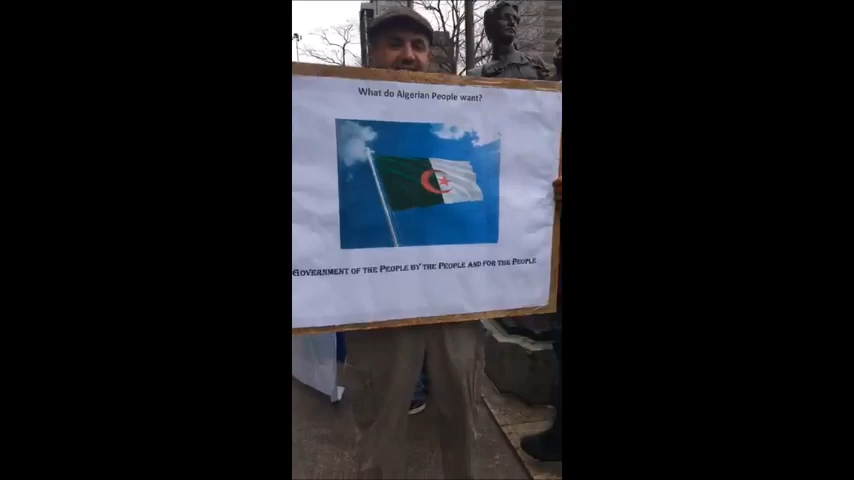 What do Algerian People want?
Government of the People by the People and for the People